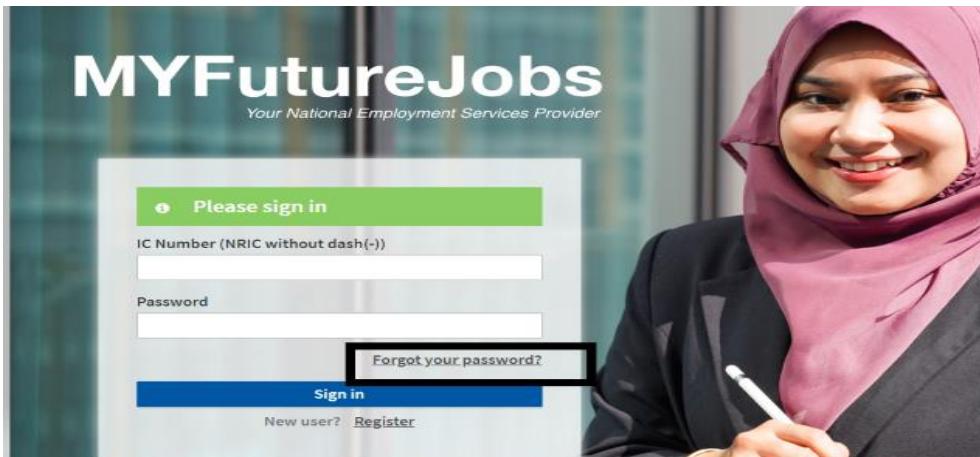 MYFutureJobs
Your National Employment Services Provider
Please sign in
IC Number (NRIC without dash(-))
Password
Forgot your password?
Sign in
New user? Register